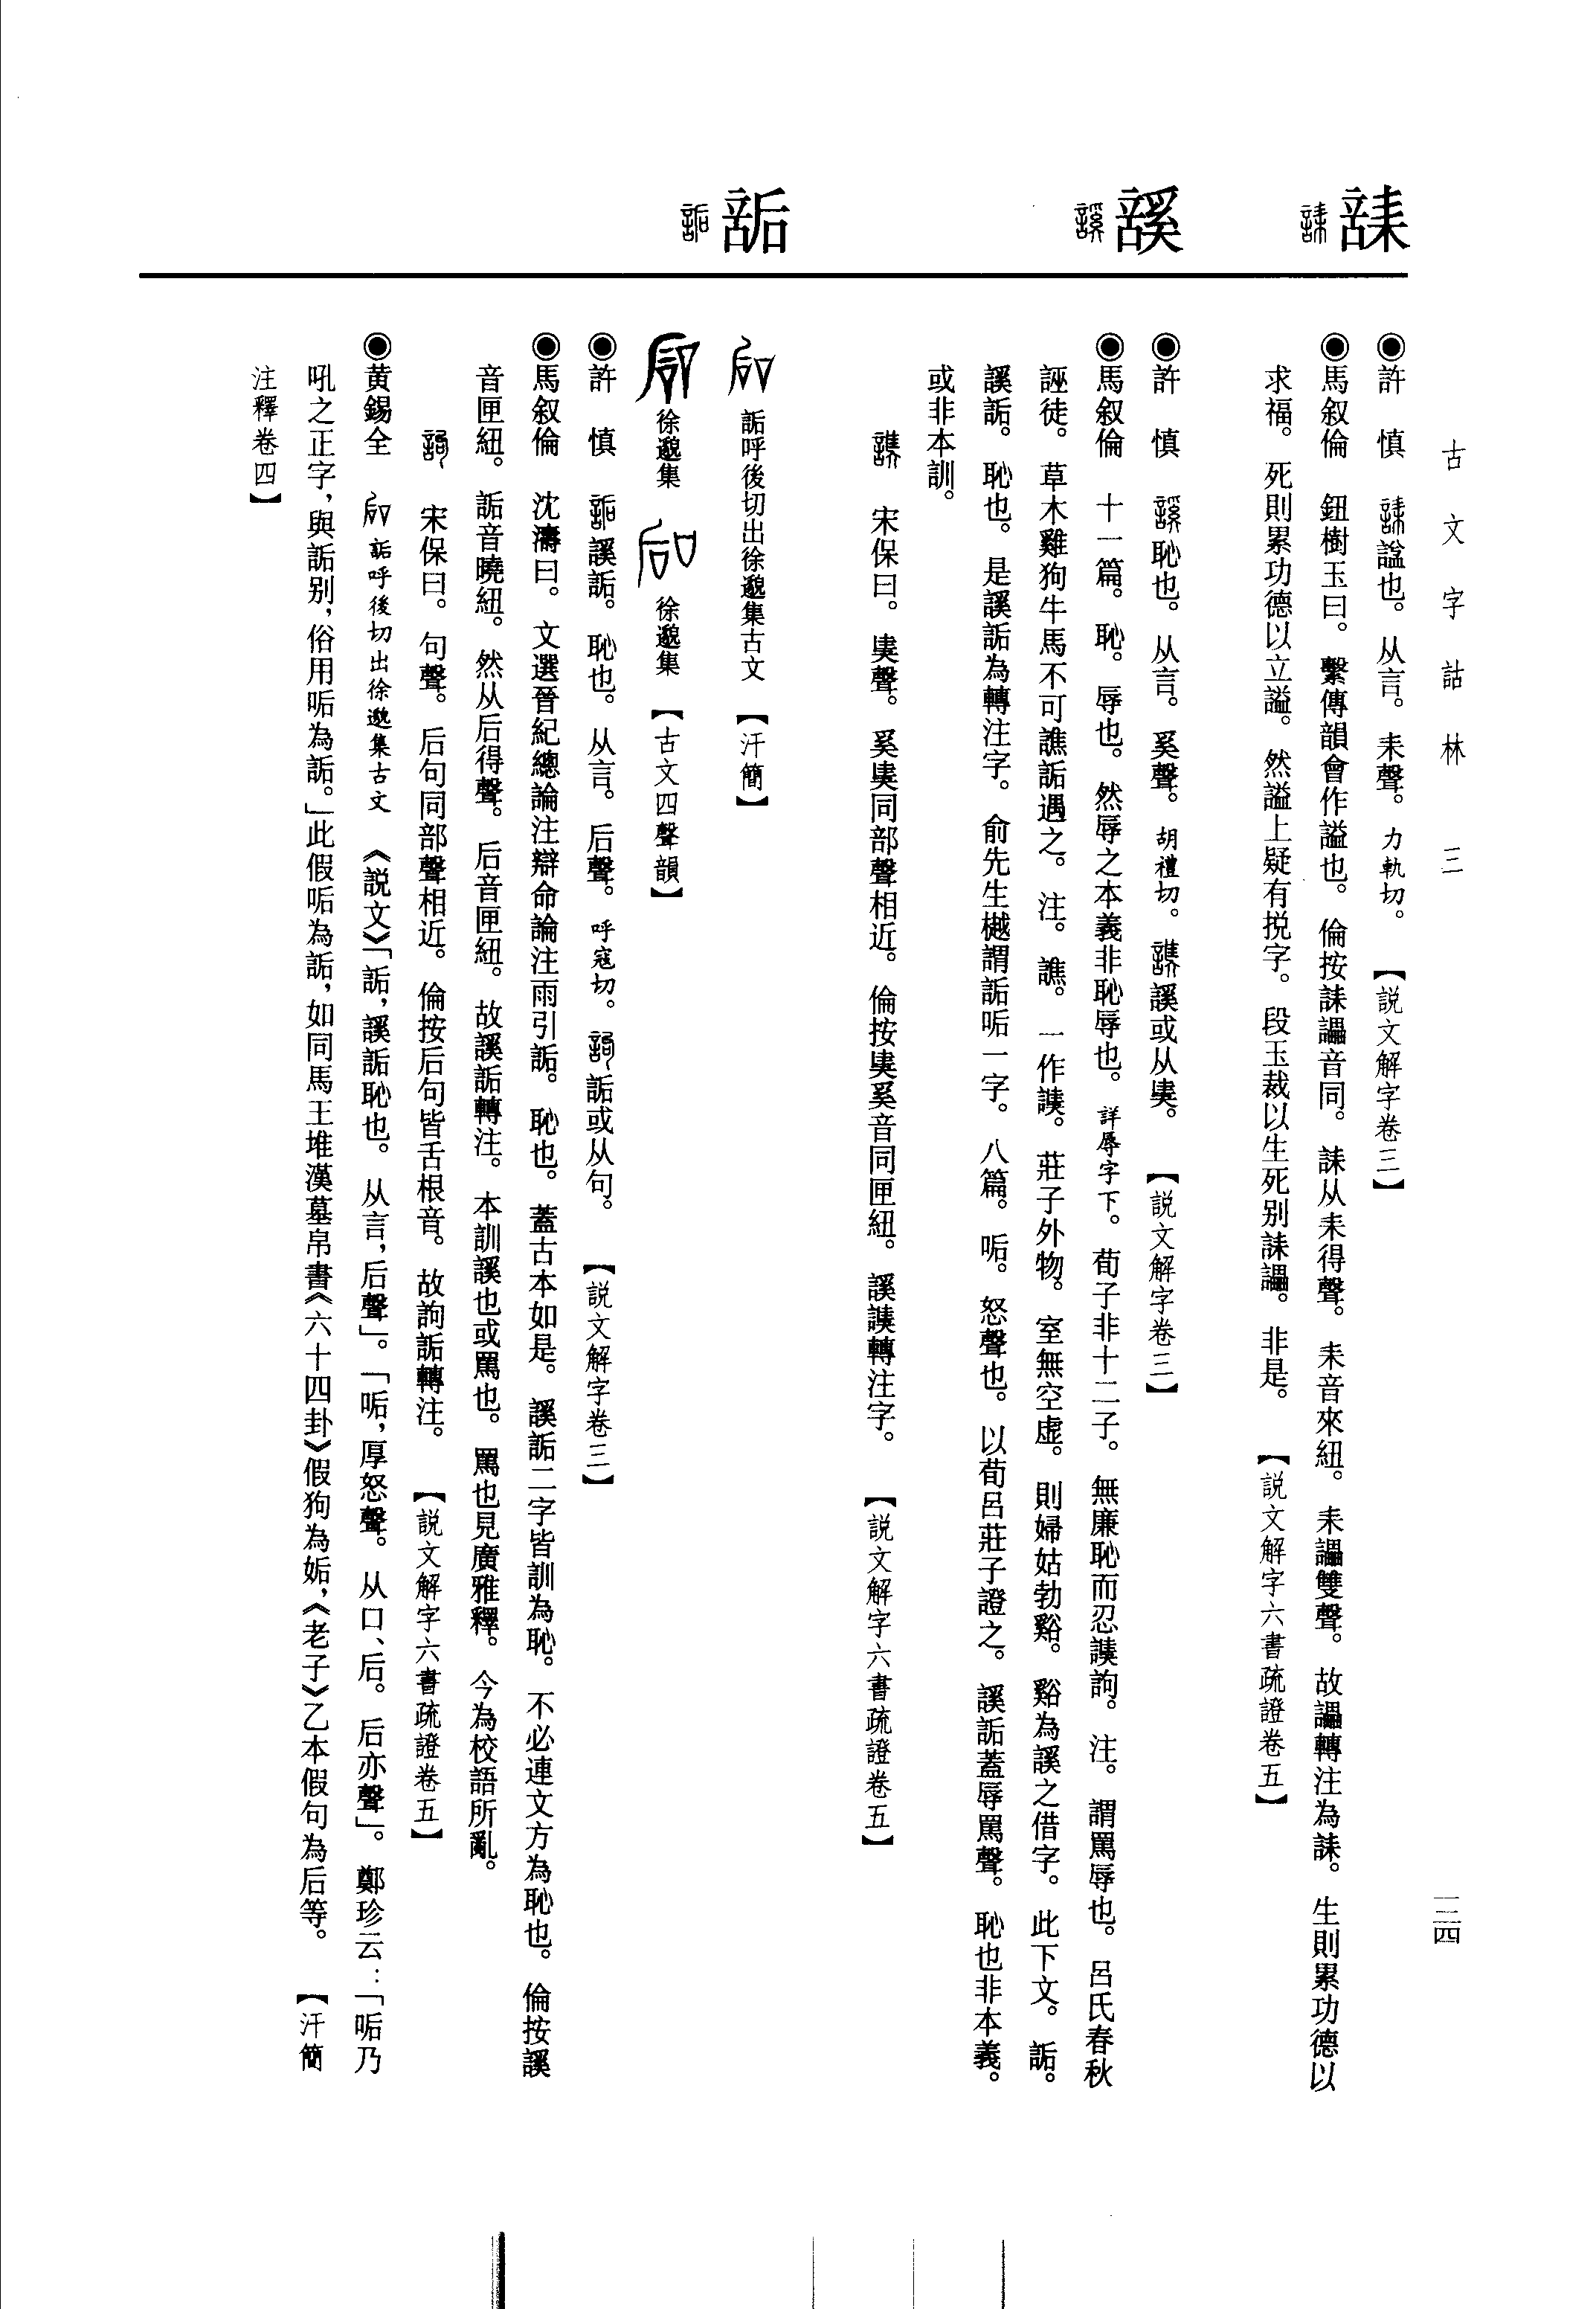 古文字詁林 三
一三四
誄
◉許 慎 誄諡也。从言。耒聲。力軌切。【説文解字卷三】
◉馬叙倫 鈕樹玉曰。繫傳韻會作謚也。倫按誄讄音同。誄从耒得聲。耒音來紐。耒讄雙聲。故讄轉注為誄。生則累功德以
求福。死則累功德以立謚。然謚上疑有挩字。段玉裁以生死别誄讄。非是。【説文解字六書疏證卷五】
謑
◉許 慎 謑恥也。从言。奚聲。胡禮切。謑或从𡕢。【説文解字卷三】
◉馬叙倫 十一篇。恥。辱也。然辱之本義非恥辱也。詳辱字下。荀子非十二子。無廉恥而忍謑訽。注。謂罵辱也。呂氏春秋
誣徒。草木雞狗牛馬不可譙詬遇之。注。譙。一作謑。莊子外物。室無空虚。則婦姑勃谿。谿為謑之借字。此下文。詬。
謑詬。恥也。是謑詬為轉注字。俞先生樾謂詬㖃一字。八篇。㖃。怒聲也。以荀呂莊子證之。謑詬蓋辱罵聲。恥也非本義。
或非本訓。
宋保曰。𡕢聲。奚𡕢同部聲相近。倫按𡕢奚音同匣紐。謑轉注字。【説文解字六書疏證卷五】
詬
詬呼後切出徐邈集古文 【汗簡】
徐邈集 徐邈集 【古文四聲韻】
◉許 慎 詬謑詬。恥也。从言。后聲。呼寇切。訽詬或从句。【説文解字卷三】
◉馬叙倫 沈濤曰。文選晉紀總論注辯命論注兩引詬。恥也。蓋古本如是。謑詬二字皆訓為恥。不必連文方為恥也。倫按謑
音匣紐。詬音曉紐。然从后得聲。后音匣紐。故謑詬轉注。本訓謑也或罵也。罵也見廣雅釋。今為校語所亂。
訽 宋保曰。句聲。后句同部聲相近。倫按后句皆舌根音。故訽詬轉注。【説文解字六書疏證卷五】
◉黄錫全 詬呼後切出徐邈集古文 《説文》「詬，謑詬恥也。从言，后聲」。「㖃，厚怒聲。从口、后。后亦聲」。鄭珍云：「㖃乃
吼之正字，與詬别，俗用㖃為詬。」此假㖃為詬，如同馬王堆漢墓帛書《六十四卦》假狗為姤，《老子》乙本假句為后等。【汗簡
注釋卷四】